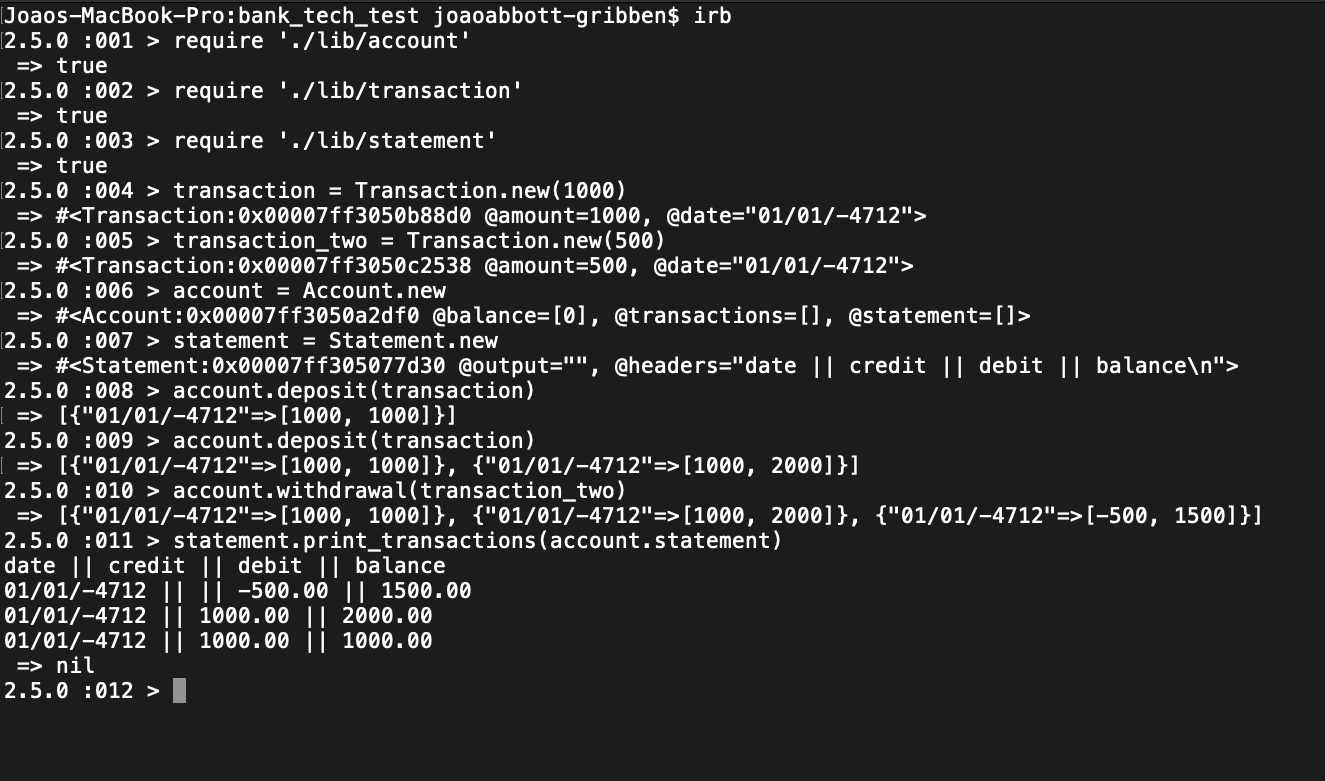 Joaos-MacBook-Pro:bank_tech_test joaoabbott-gribben$ irb
2.5.0 :001 > require './lib/account'
 => true
2.5.0 :002 > require './lib/transaction'
 => true
2.5.0 :003 > require './lib/statement'
 => true
2.5.0 :004 > transaction = Transaction.new(1000)
 => #<Transaction:0x00007ff3050b88d0 @amount=1000, @date="01/01/-4712">
2.5.0 :005 > transaction_two = Transaction.new(500)
 => #<Transaction:0x00007ff3050c2538 @amount=500, @date="01/01/-4712">
2.5.0 :006 > account = Account.new
 => #<Account:0x00007ff3050a2df0 @balance=[0], @transactions=[], @statement=[]>
2.5.0 :007 > statement = Statement.new
 => #<Statement:0x00007ff305077d30 @output="", @headers="date || credit || debit || balance\n">
2.5.0 :008 > account.deposit(transaction)
 => [{"01/01/-4712"=>[1000, 1000]}]
2.5.0 :009 > account.deposit(transaction)
 => [{"01/01/-4712"=>[1000, 1000]}, {"01/01/-4712"=>[1000, 2000]}]
2.5.0 :010 > account.withdrawal(transaction_two)
 => [{"01/01/-4712"=>[1000, 1000]}, {"01/01/-4712"=>[1000, 2000]}, {"01/01/-4712"=>[-500, 1500]}]
2.5.0 :011 > statement.print_transactions(account.statement)
date || credit || debit || balance
01/01/-4712 || || -500.00 || 1500.00
01/01/-4712 || 1000.00 || 2000.00
01/01/-4712 || 1000.00 || 1000.00
 => nil
2.5.0 :012 >